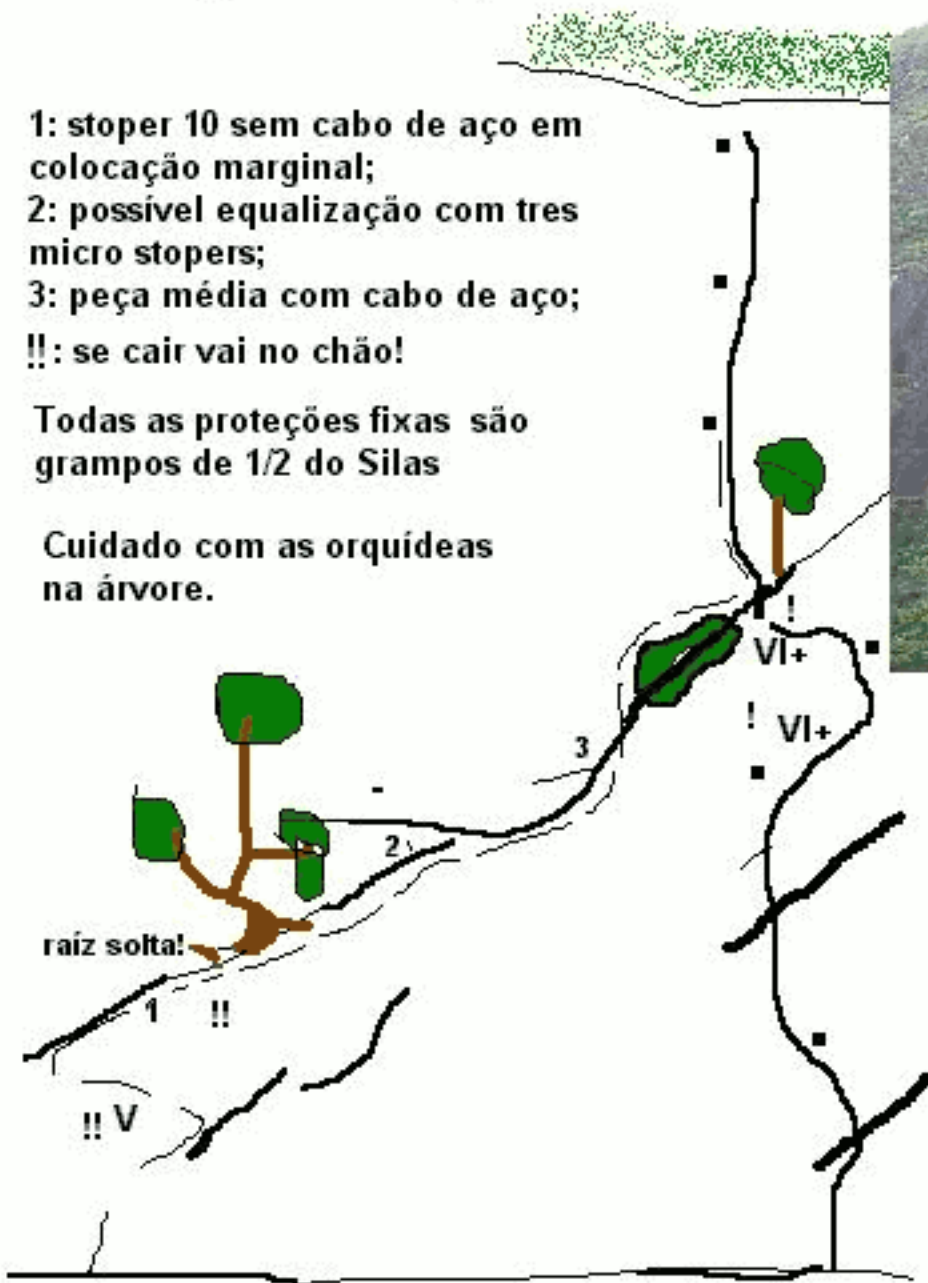 1: stoper 10 sem cabo de aço em
colocação marginal;
2: possível equalização com tres
micro stopers;
3: peça média com cabo de aço;
!!: se cair vai no chão!
Todas as proteções fixas são
grampos de 1/2 do Silas
Cuidado com as orquídeas
na árvore.
!
VI+
! VI+
3
2
raíz solta!
1 !!
!! V